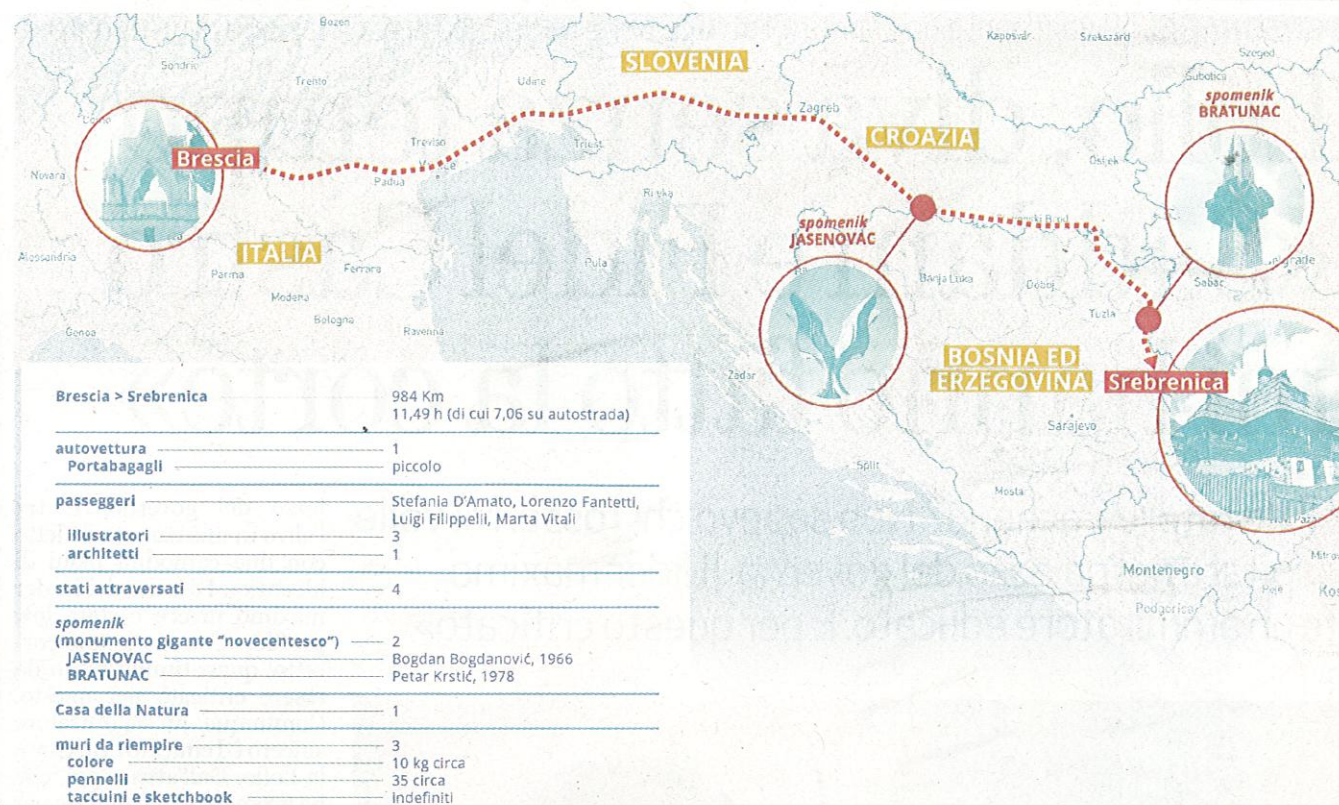 Bozen
Sondrio
Trento
Udine
SLOVENIA
Kaposvár
Szekszárd
Szeged
Subotica
spomenik
BRATUNAC
Como
Brescia
Treviso
Zagreb
CROAZIA
Novara
Padua
Rijeka
Osijek
spomenik
JASENOVAC
Alessandria
ITALIA
Parma
Ferrara
Pula
Banja Luka
Doboj
Šabac
Modena
Bologna
Tuzla
Genoa
Ravenna
Zadar
BOSNIA ED
ERZEGOVINA
Srebrenica
Sarajevo
Split
Mosta
Montenegro
Podgorica
Brescia > Srebrenica 984 Km
11,49 h (di cui 7,06 su autostrada)
autovettura 1
Portabagagli piccolo
passeggeri Stefania D'Amato, Lorenzo Fantetti,
Luigi Filippelli, Marta Vitali
illustratori 3
architetti 1
stati attraversati 4
spomenik
(monumento gigante "novecentesco") 2
JASENOVAC Bogdan Bogdanović, 1966
BRATUNAC Petar Krstić, 1978
Casa della Natura 1
muri da riempire 3
colore 10 kg circa
pennelli 35 circa
taccuini e sketchbook indefiniti